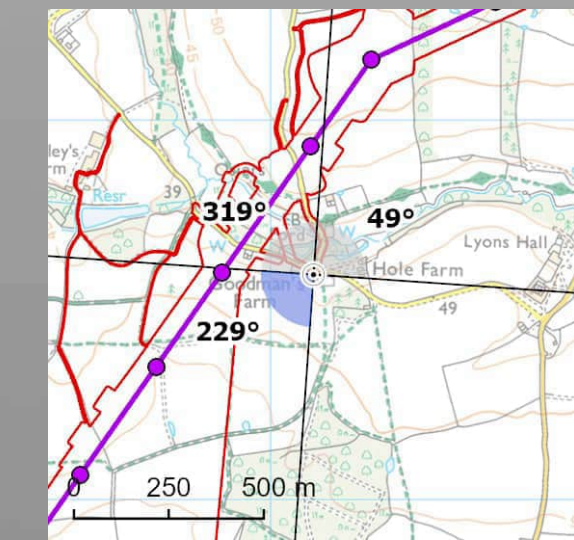 45
50
ley's
rm
Resr
39
319°
49°
B
W
W
Lyons Hall
Hole Farm
Goodman's
Farm
49
229°
0 250 500 m